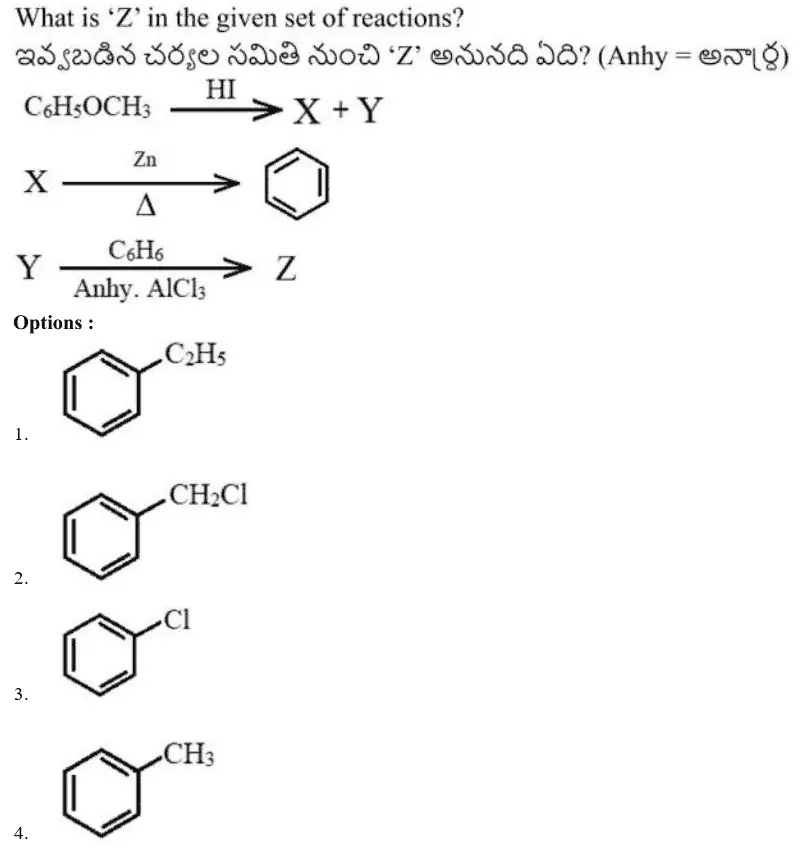 What is ‘Z’ in the given set of reactions?
ఇవ్వబడిన చర్యల సమితి నుంచి ‘Z’ అనునది ఏది? (Anhy = అనార్ద్ర)
C₆H₅OCH₃ HI X + Y
X Zn Δ
Y C₆H₆ Anhy. AlCl₃ Z
Options :
C₂H₅
1.
CH₂Cl
2.
Cl
3.
CH₃
4.